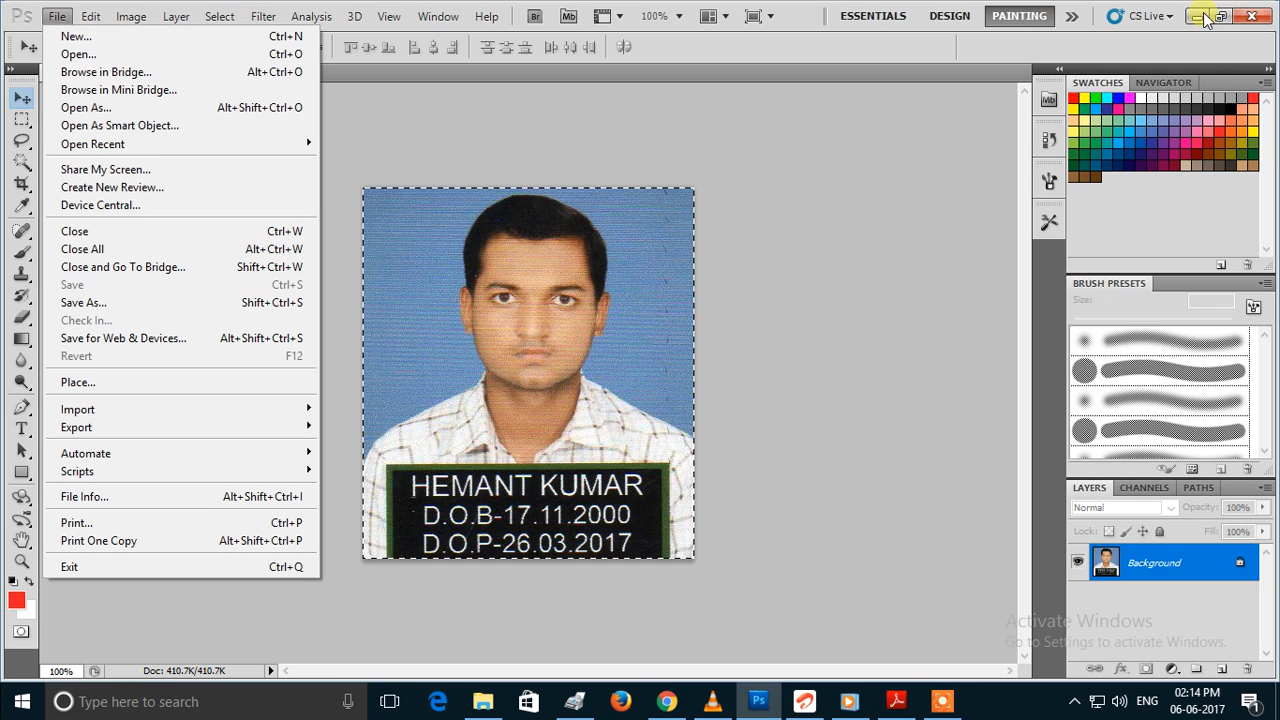 Ps File Edit Image Layer Select Filter Analysis 3D View Window Help Br Mb 100% ESSENTIALS DESIGN PAINTING CS Live
New... Ctrl+N
Open... Ctrl+O
Browse in Bridge... Alt+Ctrl+O
Browse in Mini Bridge...
Open As... Alt+Shift+Ctrl+O
Open As Smart Object...
Open Recent
Share My Screen...
Create New Review...
Device Central...
Close Ctrl+W
Close All Alt+Ctrl+W
Close and Go To Bridge... Shift+Ctrl+W
Save Ctrl+S
Save As... Shift+Ctrl+S
Check In...
Save for Web & Devices... Alt+Shift+Ctrl+S
Revert F12
Place...
Import
Export
Automate
Scripts
File Info... Alt+Shift+Ctrl+I
Print... Ctrl+P
Print One Copy Alt+Shift+Ctrl+P
Exit Ctrl+Q
HEMANT KUMAR
D.O.B-17.11.2000
D.O.P-26.03.2017
Mb
SWATCHES NAVIGATOR
BRUSH PRESETS
Size:
LAYERS CHANNELS PATHS
Normal Opacity: 100%
Lock: Fill: 100%
Background
Activate Windows
Go to Settings to activate Windows.
100% Doc: 410.7K/410.7K
Type here to search
Ps
ENG
02:14 PM
06-06-2017
1